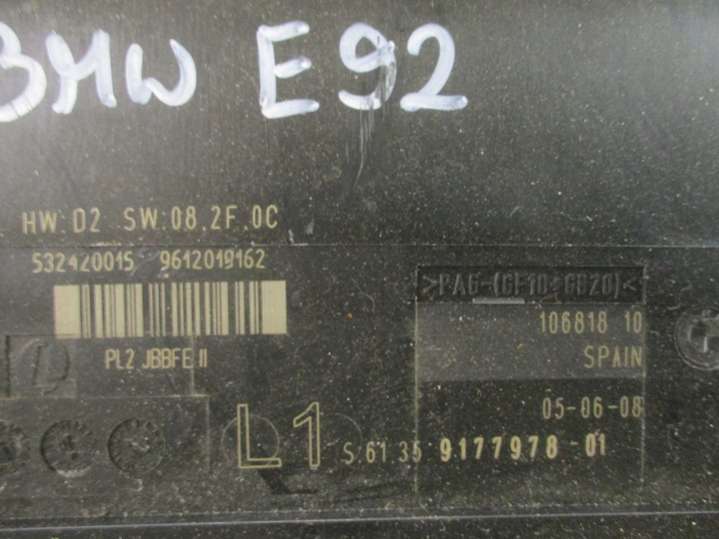 BMW E92
HW:D2 SW:08.2F.0C
532420015 9612019162
>PA6-(GF10+GB20)<
106818 10
PL2 JBBFE II
SPAIN
05-06-08
L1 S:61.35 9177978-01